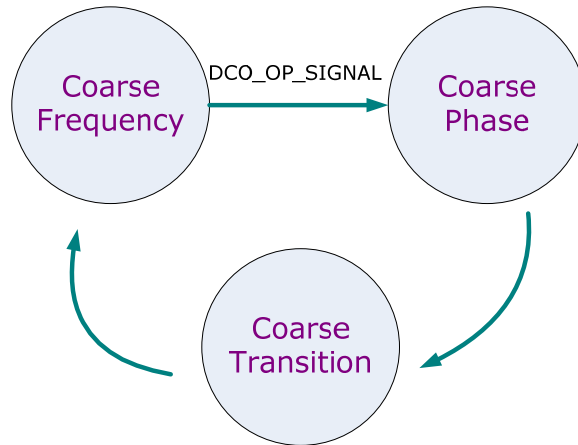 Coarse
Frequency
DCO_OP_SIGNAL
Coarse
Phase
Coarse
Transition